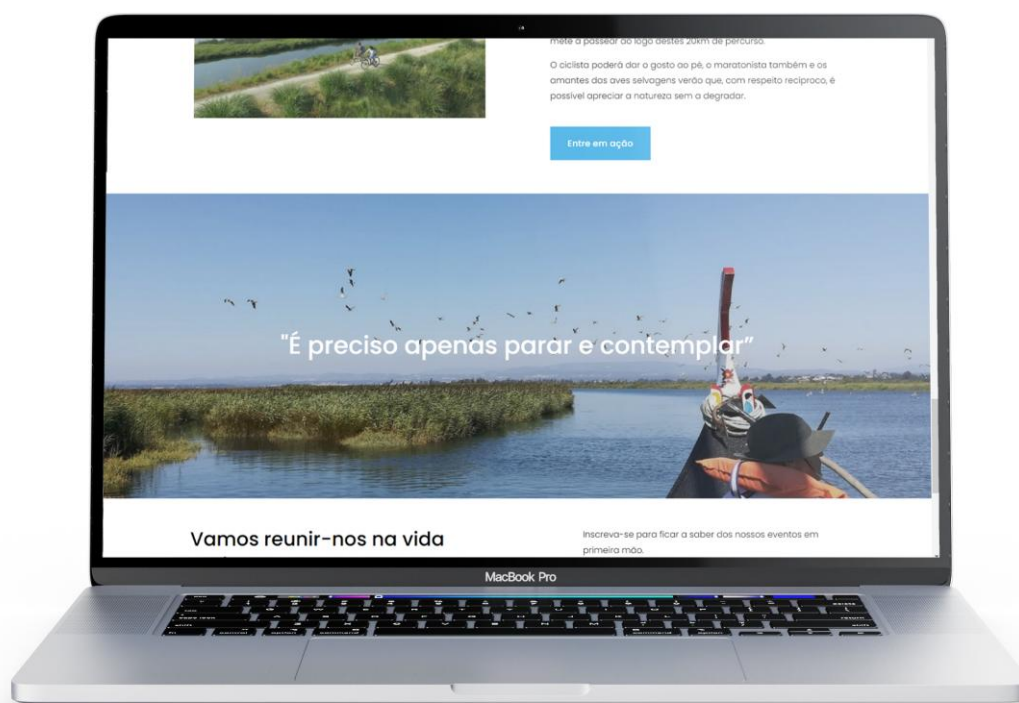 mete a passear ao logo destes 20km de percurso.
O ciclista poderá dar o gosto ao pé, o maratonista também e os
amantes das aves selvagens verão que, com respeito recíproco, é
possível apreciar a natureza sem a degradar.
Entre em ação
"É preciso apenas parar e contemplar”
Vamos reunir-nos na vida
Inscreva-se para ficar a saber dos nossos eventos em
primeira mão.
MacBook Pro